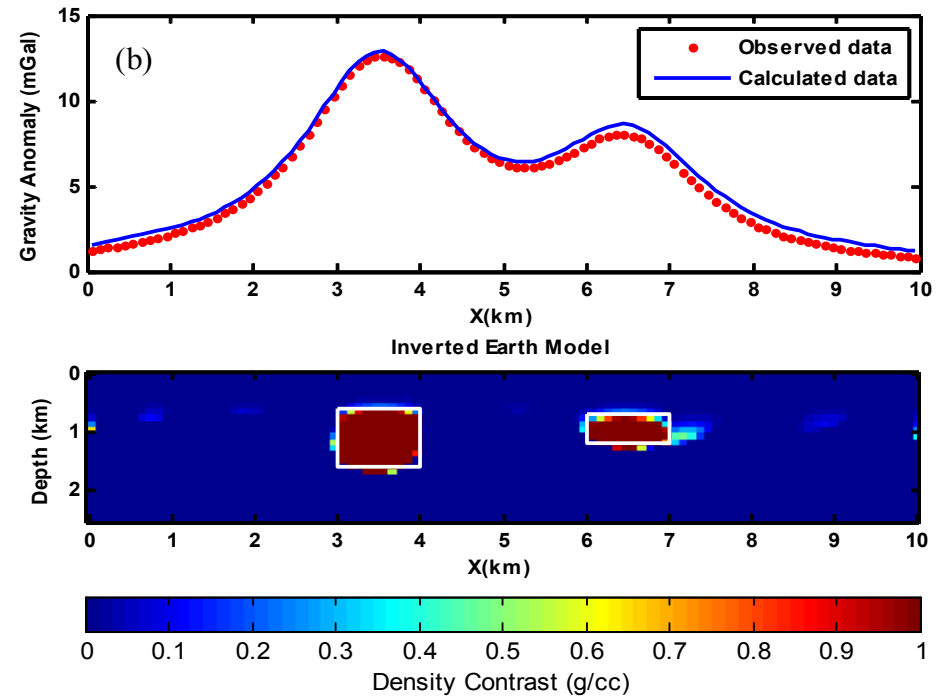 (b)
Observed data
Calculated data
Gravity Anomaly (mGal)
15
10
5
0
0 1 2 3 4 5 6 7 8 9 10
X(km)
Inverted Earth Model
Depth (km)
0
1
2
0 1 2 3 4 5 6 7 8 9 10
X(km)
0 0.1 0.2 0.3 0.4 0.5 0.6 0.7 0.8 0.9 1
Density Contrast (g/cc)